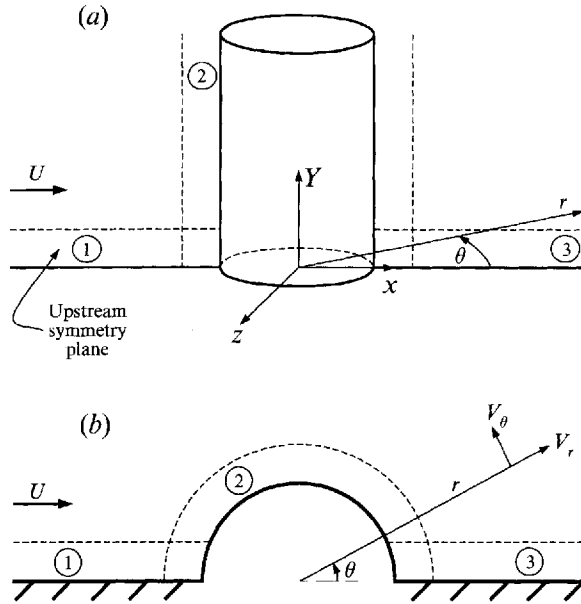 (a)
2
U
Y
r
1
3
θ
x
Upstream
symmetry
plane
z
(b)
V_θ
V_r
2
r
U
1
θ
3